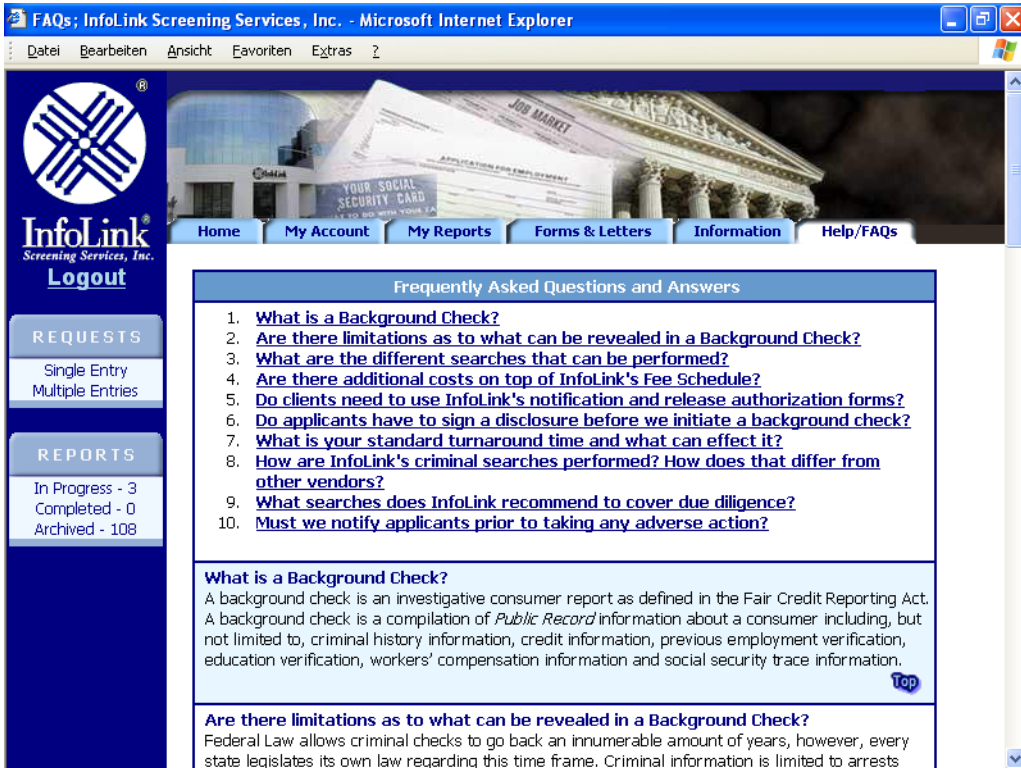 FAQs; InfoLink Screening Services, Inc. - Microsoft Internet Explorer
Datei Bearbeiten Ansicht Favoriten Extras ?
®
InfoLink®
Screening Services, Inc.
Logout
REQUESTS
Single Entry
Multiple Entries
REPORTS
In Progress - 3
Completed - 0
Archived - 108
JOB MARKET
APPLICATION FOR EMPLOYMENT
InfoLink
YOUR SOCIAL
SECURITY CARD
Home My Account My Reports Forms & Letters Information Help/FAQs
Frequently Asked Questions and Answers
1. What is a Background Check?
2. Are there limitations as to what can be revealed in a Background Check?
3. What are the different searches that can be performed?
4. Are there additional costs on top of InfoLink's Fee Schedule?
5. Do clients need to use InfoLink's notification and release authorization forms?
6. Do applicants have to sign a disclosure before we initiate a background check?
7. What is your standard turnaround time and what can effect it?
8. How are InfoLink's criminal searches performed? How does that differ from
other vendors?
9. What searches does InfoLink recommend to cover due diligence?
10. Must we notify applicants prior to taking any adverse action?
What is a Background Check?
A background check is an investigative consumer report as defined in the Fair Credit Reporting Act.
A background check is a compilation of Public Record information about a consumer including, but
not limited to, criminal history information, credit information, previous employment verification,
education verification, workers' compensation information and social security trace information.
Top
Are there limitations as to what can be revealed in a Background Check?
Federal Law allows criminal checks to go back an innumerable amount of years, however, every
state legislates its own law regarding this time frame. Criminal information is limited to arrests